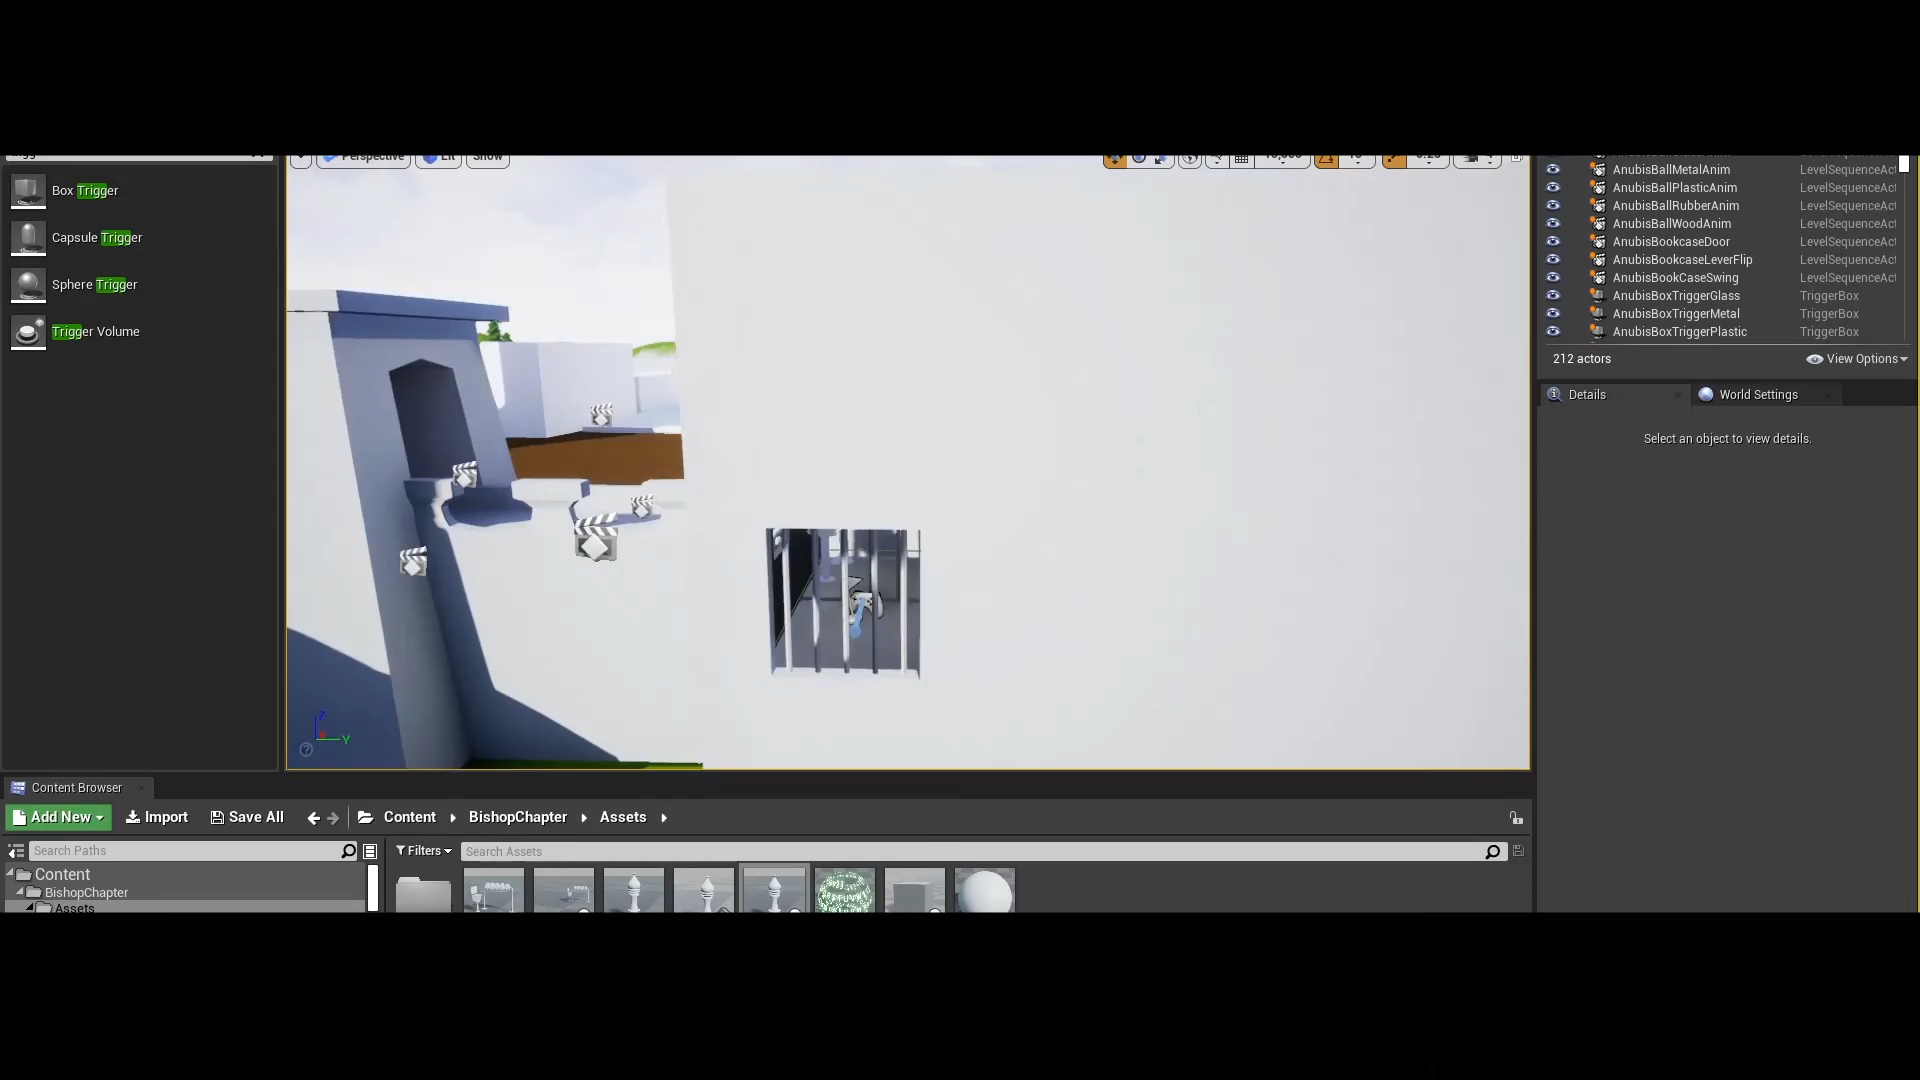 Perspective
Lit
Show
Box Trigger
Capsule Trigger
Sphere Trigger
Trigger Volume
Z
Y
AnubisBallMetalAnim LevelSequenceAct
AnubisBallPlasticAnim LevelSequenceAct
AnubisBallRubberAnim LevelSequenceAct
AnubisBallWoodAnim LevelSequenceAct
AnubisBookcaseDoor LevelSequenceAct
AnubisBookcaseLeverFlip LevelSequenceAct
AnubisBookCaseSwing LevelSequenceAct
AnubisBoxTriggerGlass TriggerBox
AnubisBoxTriggerMetal TriggerBox
AnubisBoxTriggerPlastic TriggerBox
212 actors
View Options
Details
World Settings
Select an object to view details.
Content Browser
Add New
Import
Save All
Content
BishopChapter
Assets
Search Paths
Filters
Search Assets
Content
BishopChapter
Assets